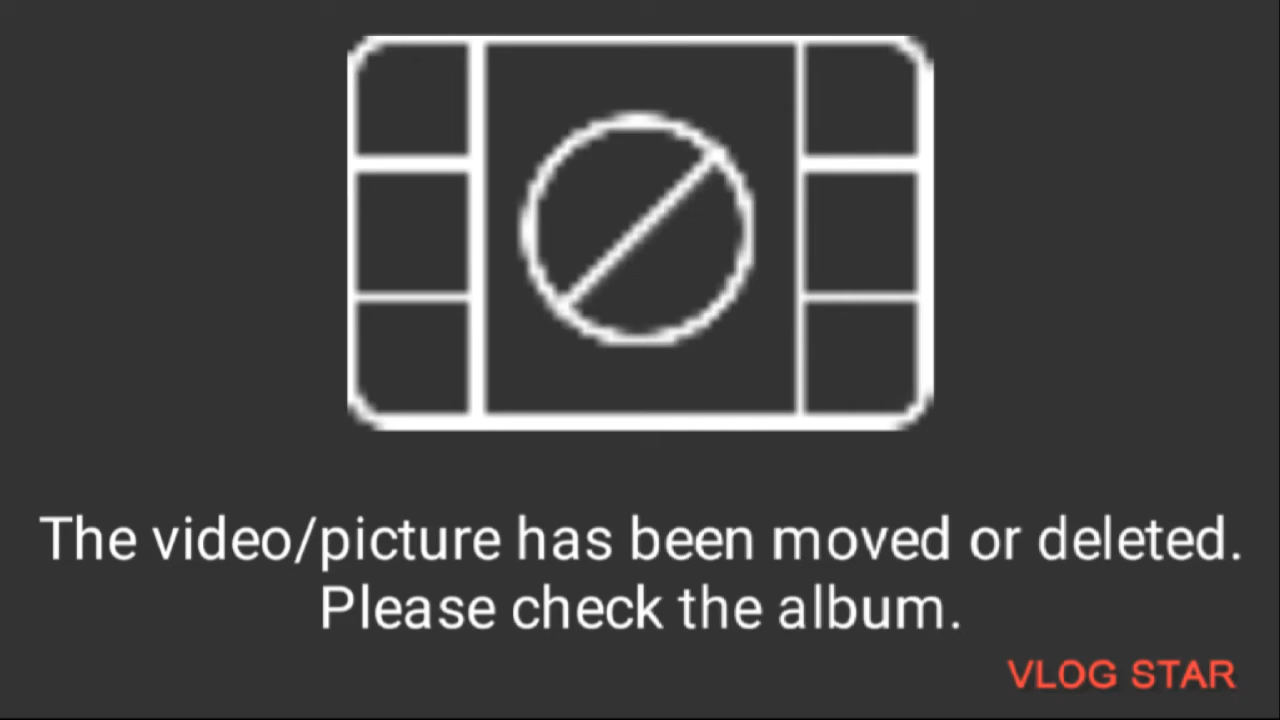 The video/picture has been moved or deleted.
Please check the album.
VLOG STAR